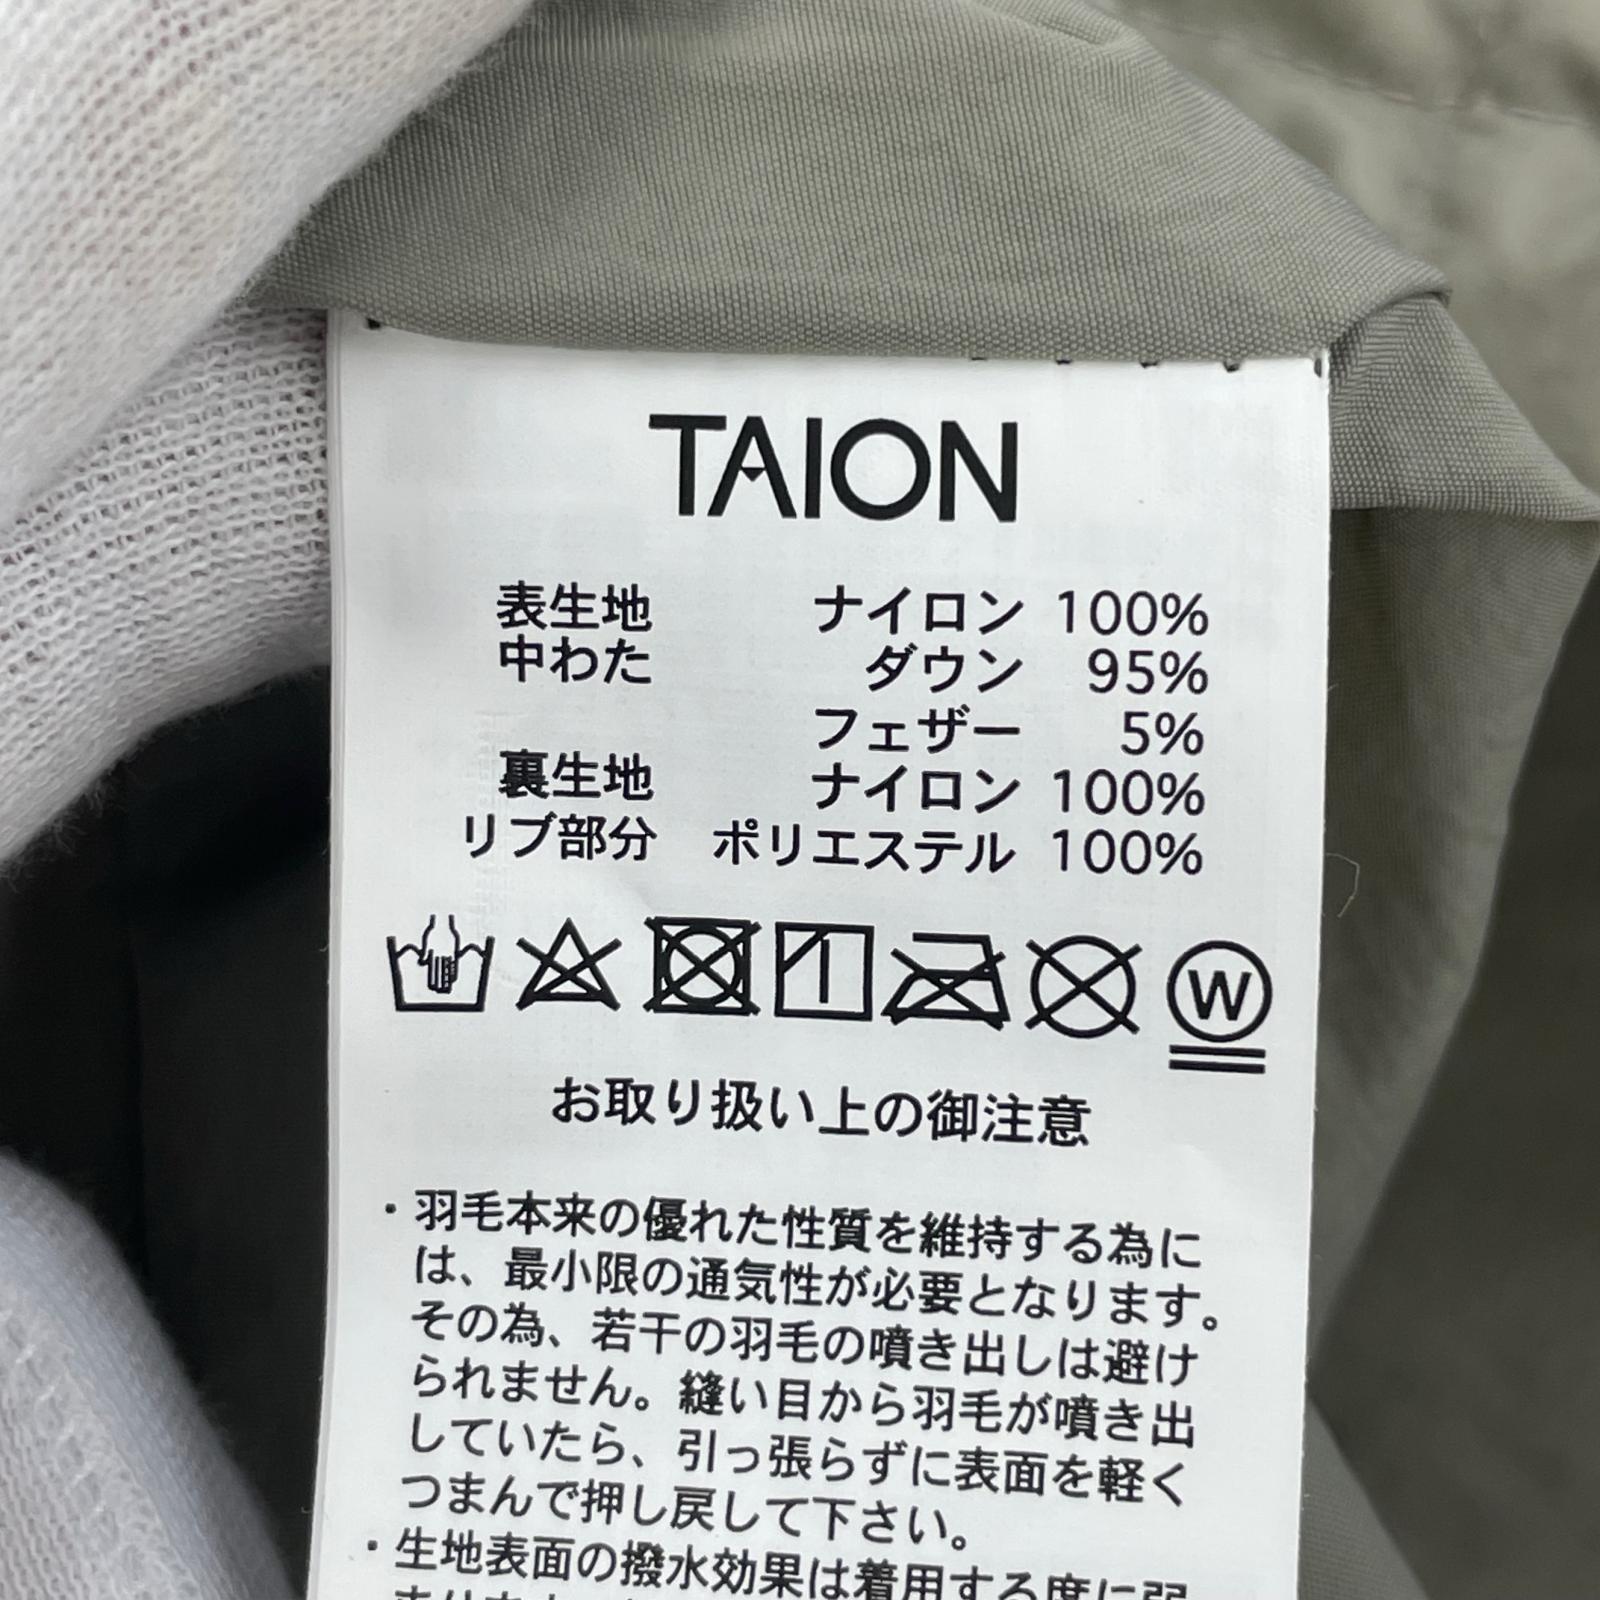 TAION
表生地 ナイロン 100%
中わた ダウン 95%
フェザー 5%
裏生地 ナイロン 100%
リブ部分 ポリエステル 100%
W
お取り扱い上の御注意
・羽毛本来の優れた性質を維持する為に
は、最小限の通気性が必要となります。
その為、若干の羽毛の噴き出しは避け
られません。縫い目から羽毛が噴き出
していたら、引っ張らずに表面を軽く
つまんで押し戻して下さい。
・生地表面の撥水効果は着用する度に弱